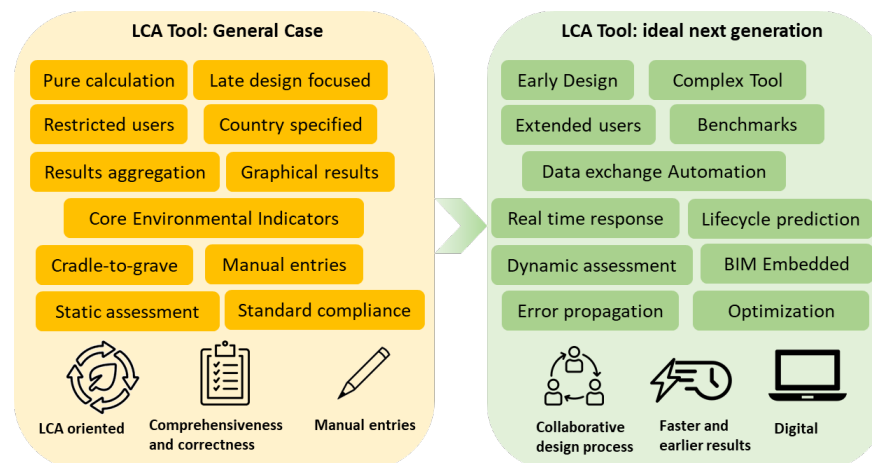 LCA Tool: General Case
Pure calculation
Late design focused
Restricted users
Country specified
Results aggregation
Graphical results
Core Environmental Indicators
Cradle-to-grave
Manual entries
Static assessment
Standard compliance
LCA oriented
Comprehensiveness
and correctness
Manual entries
LCA Tool: ideal next generation
Early Design
Complex Tool
Extended users
Benchmarks
Data exchange Automation
Real time response
Lifecycle prediction
Dynamic assessment
BIM Embedded
Error propagation
Optimization
Collaborative
design process
Faster and
earlier results
Digital